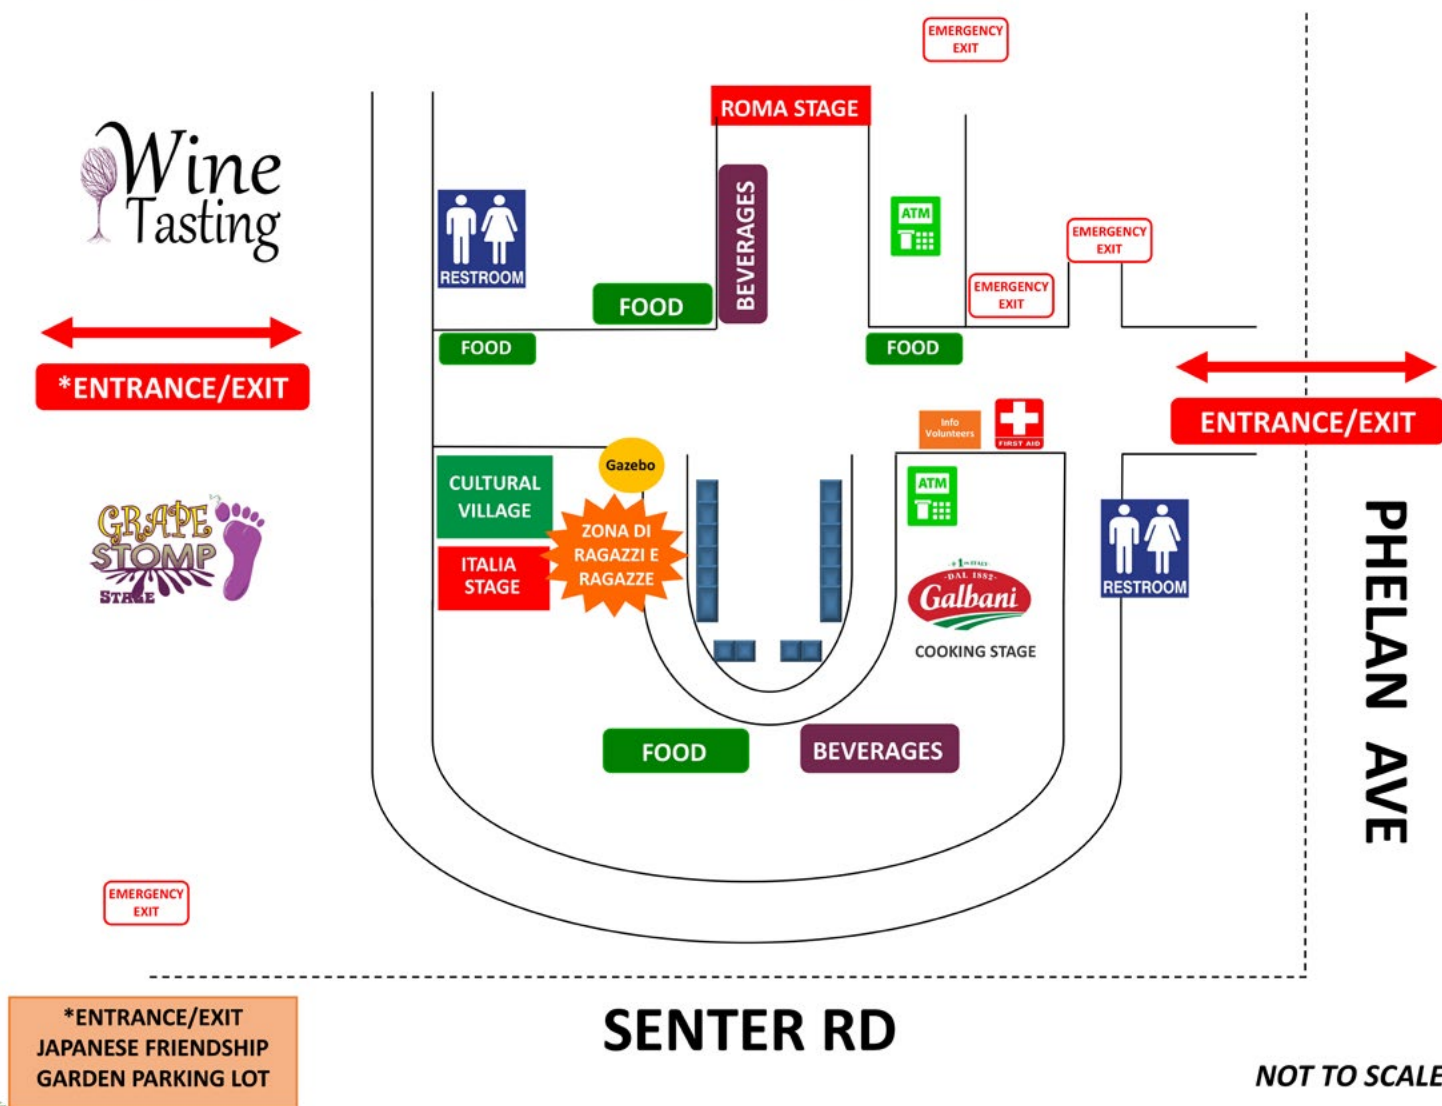 EMERGENCY
EXIT
ROMA STAGE
Wine
Tasting
RESTROOM
BEVERAGES
ATM
EMERGENCY
EXIT
EMERGENCY
EXIT
FOOD
FOOD
FOOD
*ENTRANCE/EXIT
ENTRANCE/EXIT
Info
Volunteers
FIRST AID
Gazebo
CULTURAL
VILLAGE
ATM
GRAPE
STOMP
STAGE
ZONA DI
RAGAZZI E
RAGAZZE
ITALIA
STAGE
RESTROOM
#1 IN ITALY
·DAL 1882·
Galbani
COOKING STAGE
PHELAN AVE
FOOD
BEVERAGES
EMERGENCY
EXIT
*ENTRANCE/EXIT
JAPANESE FRIENDSHIP
GARDEN PARKING LOT
SENTER RD
NOT TO SCALE